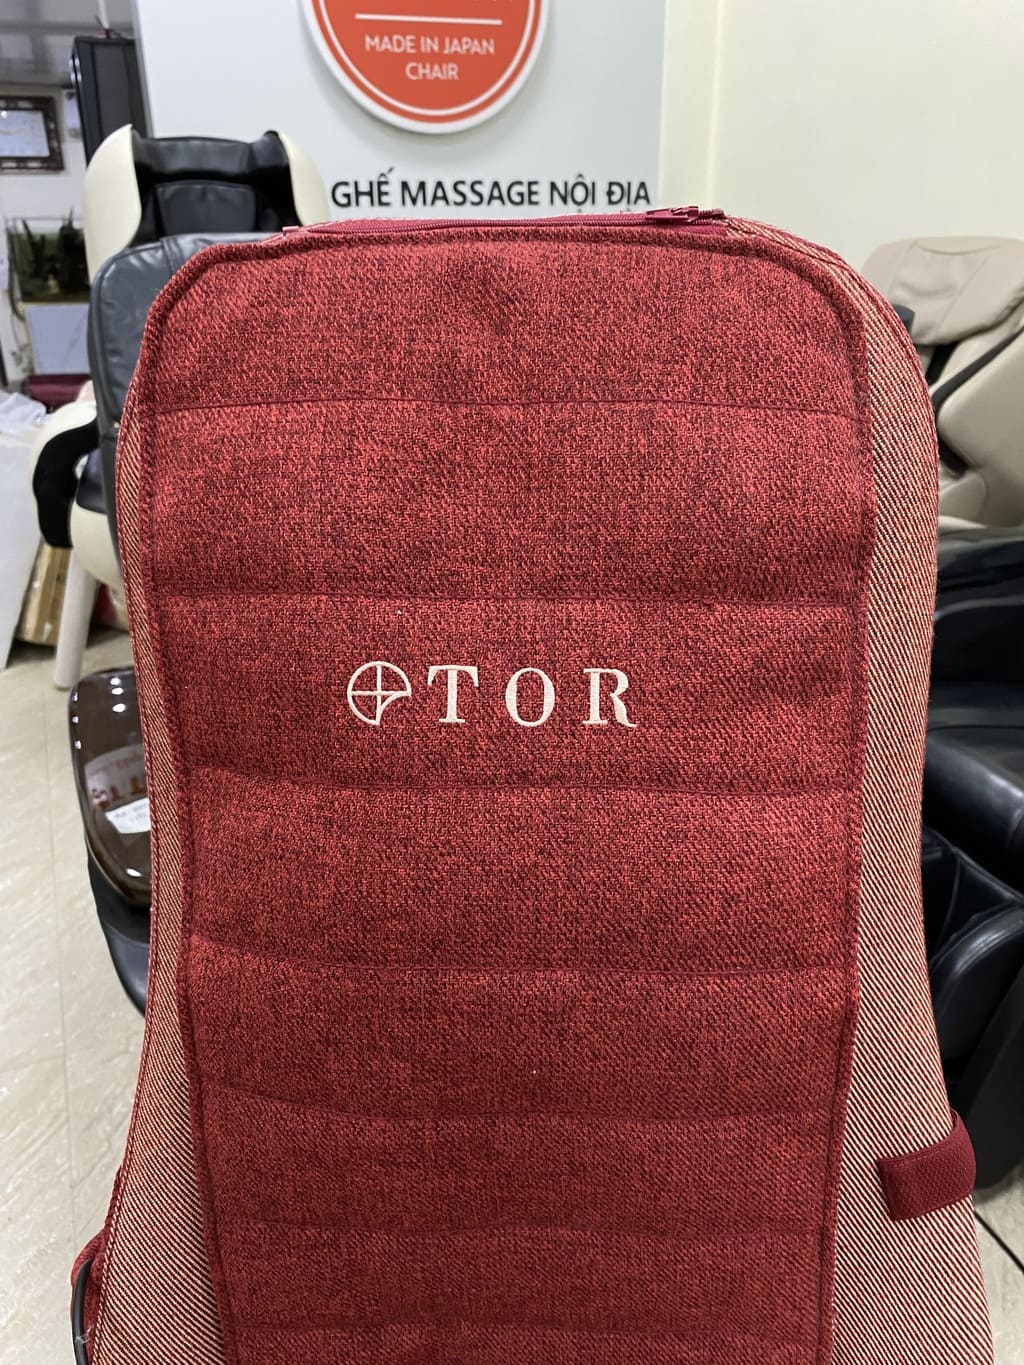 MADE IN JAPAN
CHAIR
GHẾ MASSAGE NỘI ĐỊA
TOR